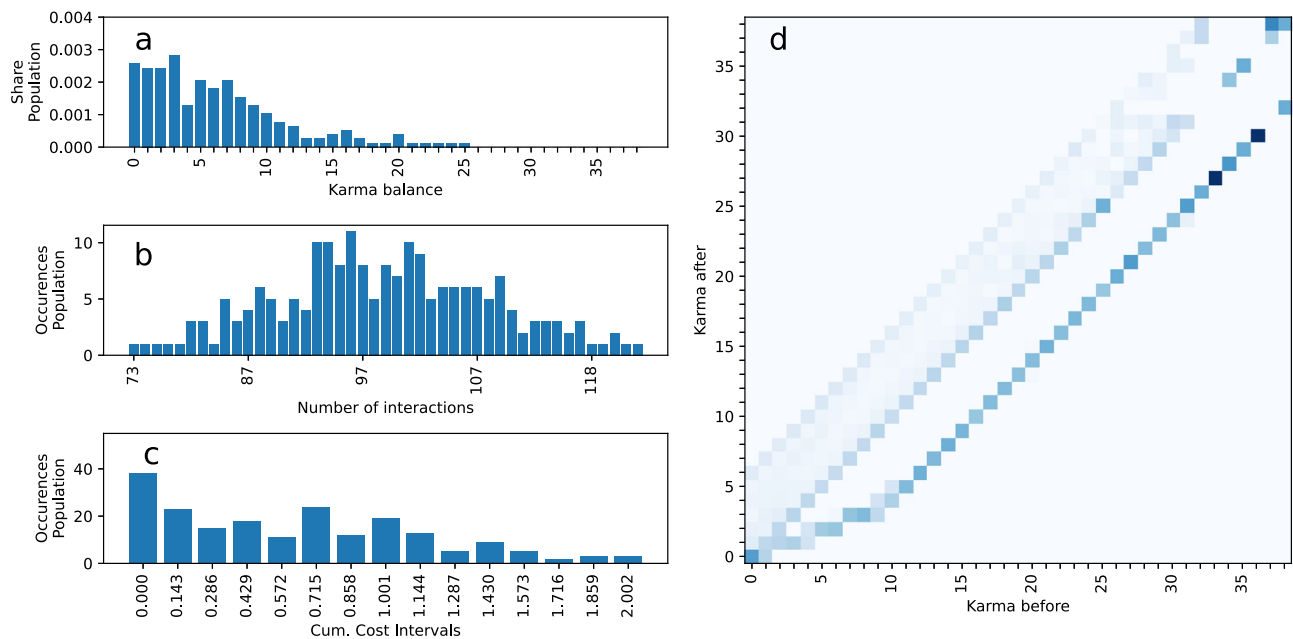 a
Share
Population
0.004
0.003
0.002
0.001
0.000
0 5 10 15 20 25 30 35
Karma balance
b
Occurences
Population
10
5
0
73 87 97 107 118
Number of interactions
c
Occurences
Population
40
20
0
0.000 0.143 0.286 0.429 0.572 0.715 0.858 1.001 1.144 1.287 1.430 1.573 1.716 1.859 2.002
Cum. Cost Intervals
d
Karma after
35
30
25
20
15
10
5
0
0 5 10 15 20 25 30 35
Karma before